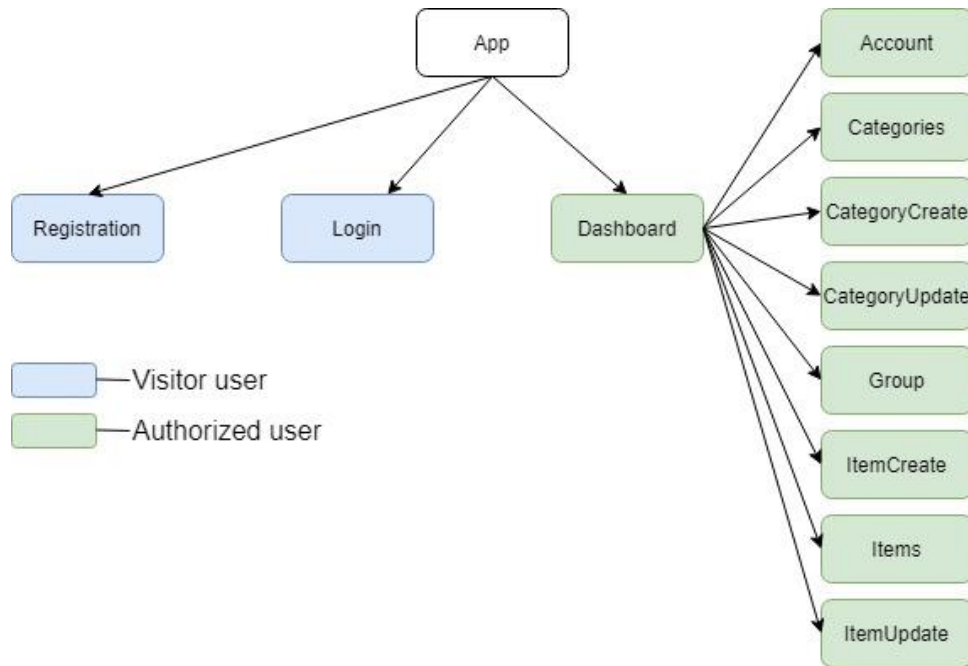 App
Registration
Login
Dashboard
Account
Categories
CategoryCreate
CategoryUpdate
Group
ItemCreate
Items
ItemUpdate
Visitor user
Authorized user